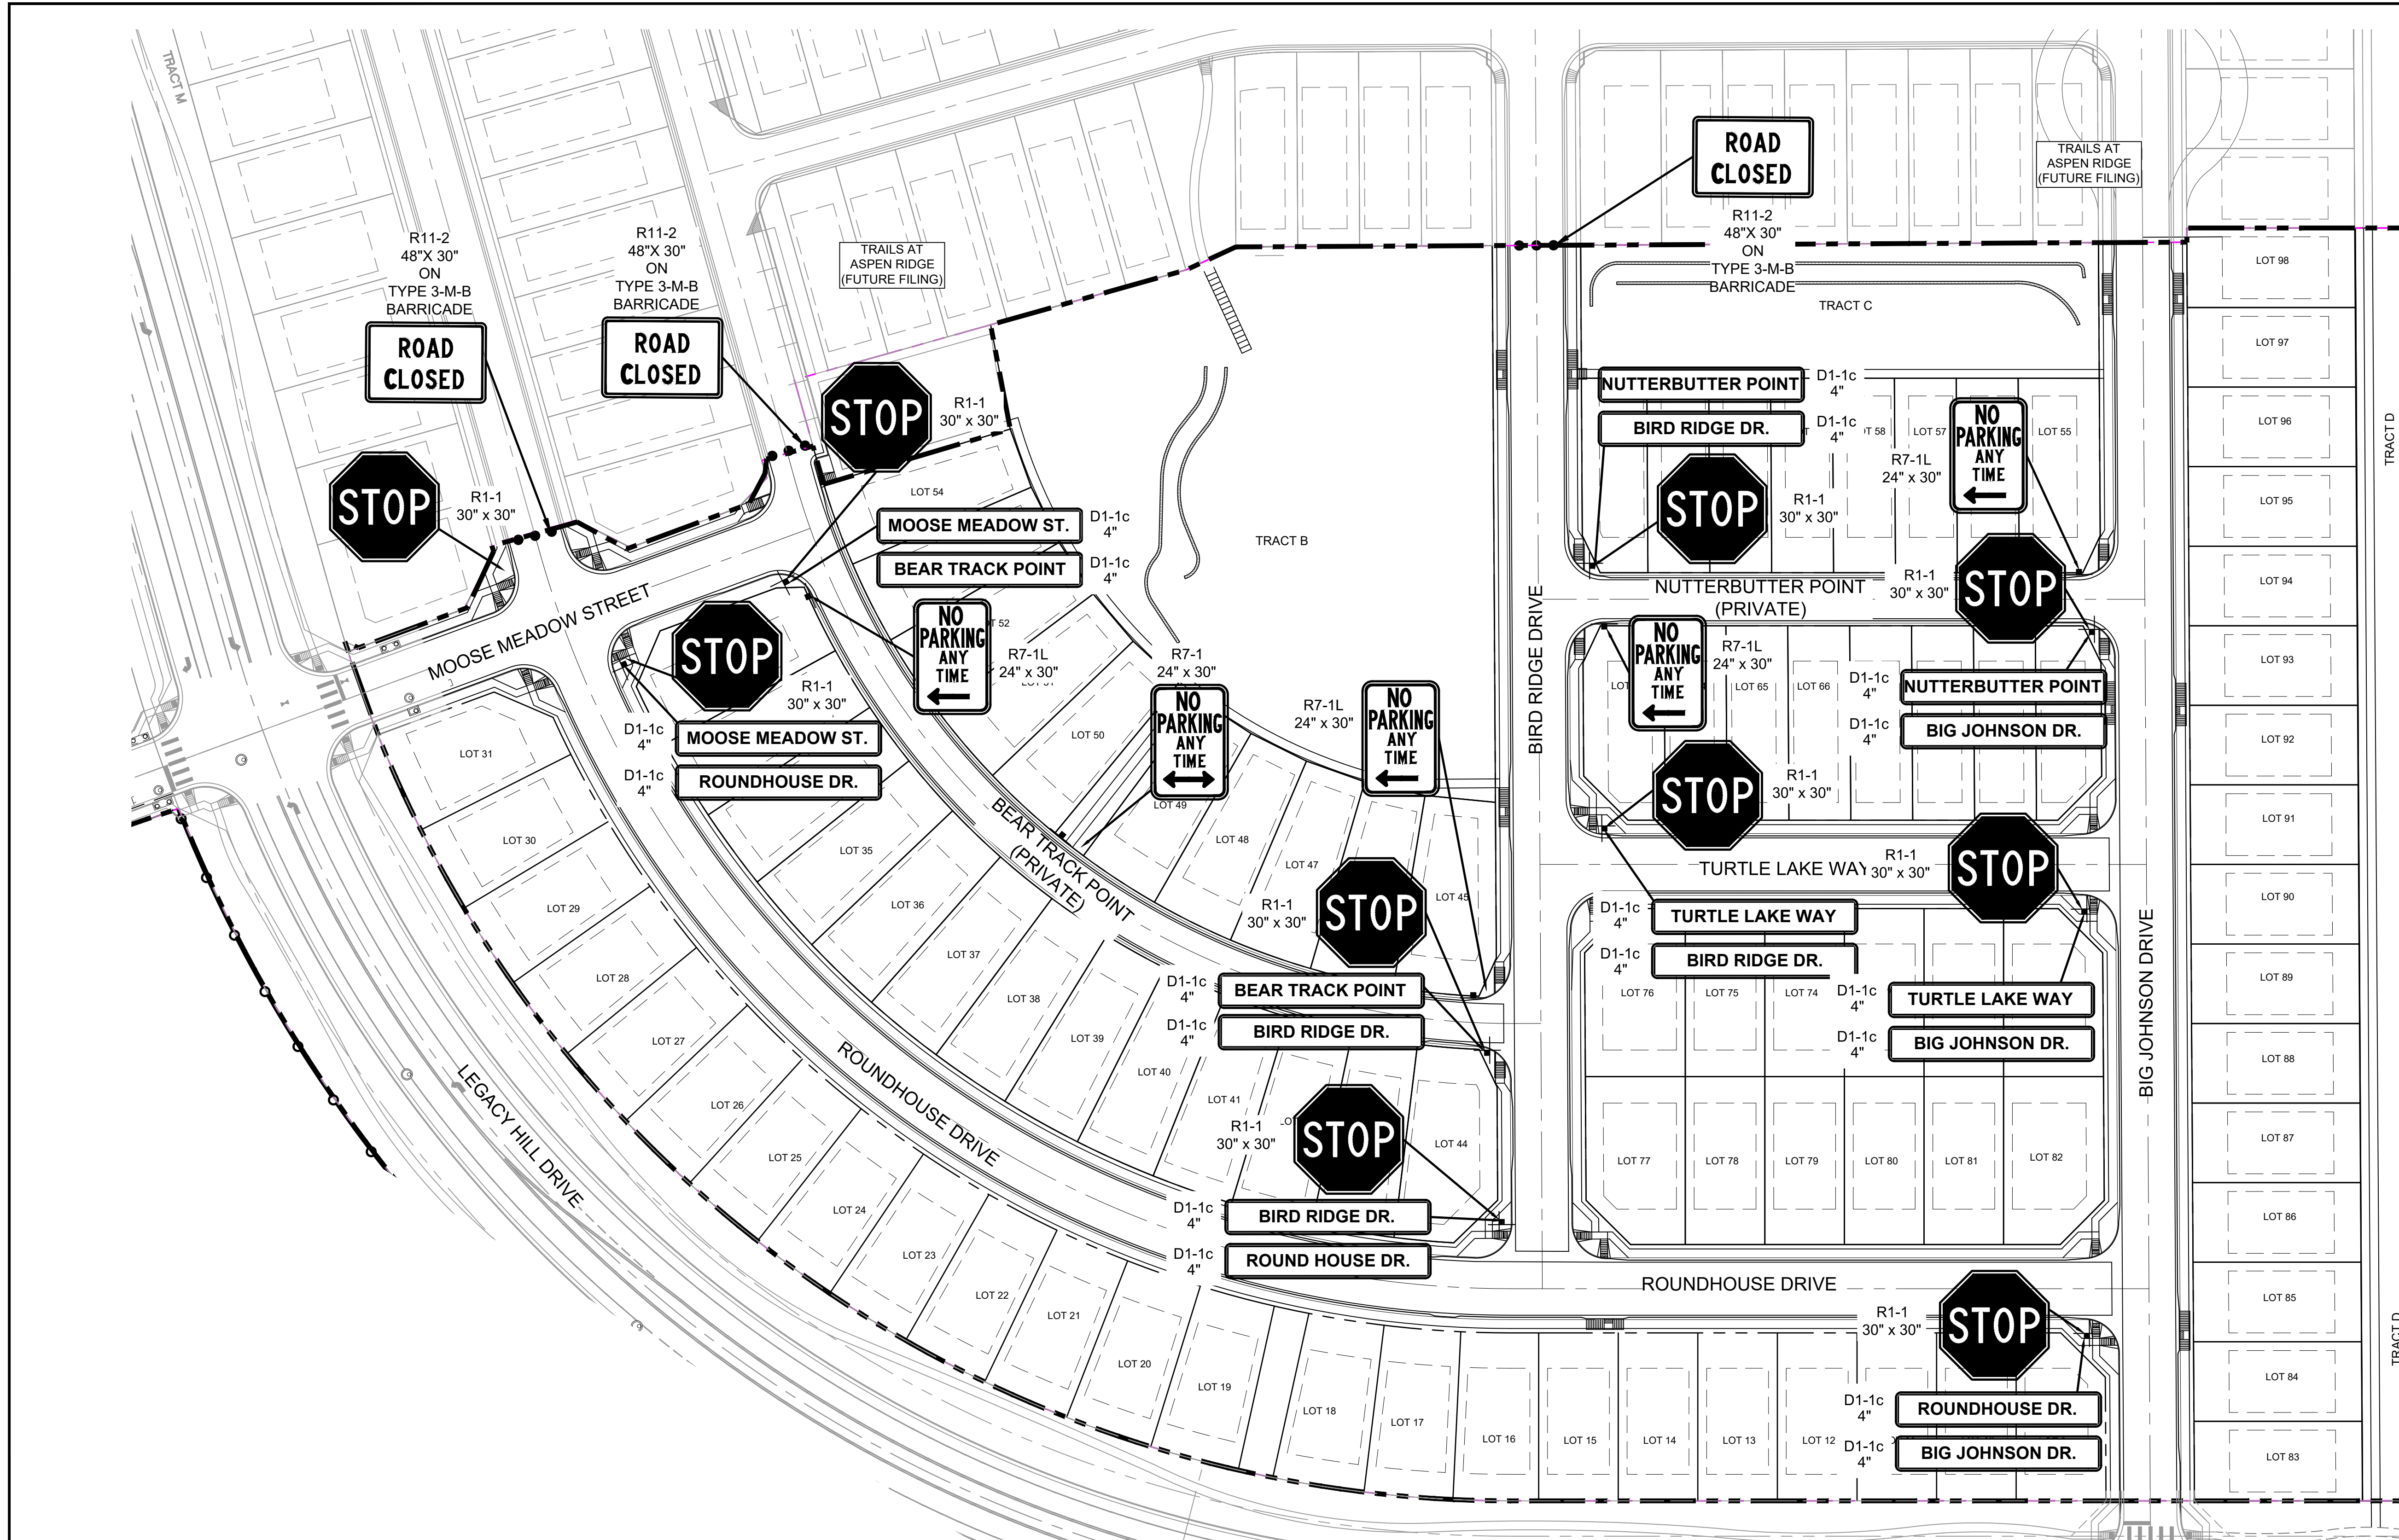 TRACT M
ROAD
CLOSED
R11-2
48"X 30"
ON
TYPE 3-M-B
BARRICADE
TRAILS AT
ASPEN RIDGE
(FUTURE FILING)
R11-2
48"X 30"
ON
TYPE 3-M-B
BARRICADE
ROAD
CLOSED
R11-2
48"X 30"
ON
TYPE 3-M-B
BARRICADE
ROAD
CLOSED
TRAILS AT
ASPEN RIDGE
(FUTURE FILING)
TRACT C
STOP
R1-1
30" x 30"
STOP
R1-1
30" x 30"
LOT 54
MOOSE MEADOW ST.
D1-1c
4"
BEAR TRACK POINT
D1-1c
4"
TRACT B
NUTTERBUTTER POINT
D1-1c
4"
BIRD RIDGE DR.
D1-1c
4"
STOP
R1-1
30" x 30"
LOT 57
LOT 55
R7-1L
24" x 30"
NO
PARKING
ANY
TIME
NUTTERBUTTER POINT
(PRIVATE)
R1-1
30" x 30"
STOP
MOOSE MEADOW STREET
STOP
R1-1
30" x 30"
D1-1c
4"
MOOSE MEADOW ST.
D1-1c
4"
ROUNDHOUSE DR.
NO
PARKING
ANY
TIME
R7-1L
24" x 30"
R7-1
24" x 30"
NO
PARKING
ANY
TIME
R7-1L
24" x 30"
NO
PARKING
ANY
TIME
BIRD RIDGE DRIVE
NO
PARKING
ANY
TIME
R7-1L
24" x 30"
LOT 65
LOT 66
D1-1c
4"
NUTTERBUTTER POINT
D1-1c
4"
BIG JOHNSON DR.
STOP
R1-1
30" x 30"
TURTLE LAKE WAY
R1-1
30" x 30"
STOP
D1-1c
4"
TURTLE LAKE WAY
D1-1c
4"
BIRD RIDGE DR.
LOT 76
LOT 75
LOT 74
D1-1c
4"
TURTLE LAKE WAY
D1-1c
4"
BIG JOHNSON DR.
BIG JOHNSON DRIVE
LOT 77
LOT 78
LOT 79
LOT 80
LOT 81
LOT 82
LOT 50
LOT 49
LOT 48
LOT 47
LOT 45
BEAR TRACK POINT
(PRIVATE)
R1-1
30" x 30"
STOP
D1-1c
4"
BEAR TRACK POINT
D1-1c
4"
BIRD RIDGE DR.
LOT 35
LOT 36
LOT 37
LOT 38
LOT 39
LOT 40
LOT 41
LOT 44
R1-1
30" x 30"
STOP
D1-1c
4"
BIRD RIDGE DR.
D1-1c
4"
ROUND HOUSE DR.
ROUNDHOUSE DRIVE
ROUNDHOUSE DRIVE
LEGACY HILL DRIVE
LOT 31
LOT 30
LOT 29
LOT 28
LOT 27
LOT 26
LOT 25
LOT 24
LOT 23
LOT 22
LOT 21
LOT 20
LOT 19
LOT 18
LOT 17
LOT 16
LOT 15
LOT 14
LOT 13
LOT 12
R1-1
30" x 30"
STOP
D1-1c
4"
ROUNDHOUSE DR.
D1-1c
4"
BIG JOHNSON DR.
LOT 98
LOT 97
LOT 96
LOT 95
LOT 94
LOT 93
LOT 92
LOT 91
LOT 90
LOT 89
LOT 88
LOT 87
LOT 86
LOT 85
LOT 84
LOT 83
TRACT D
TRACT D